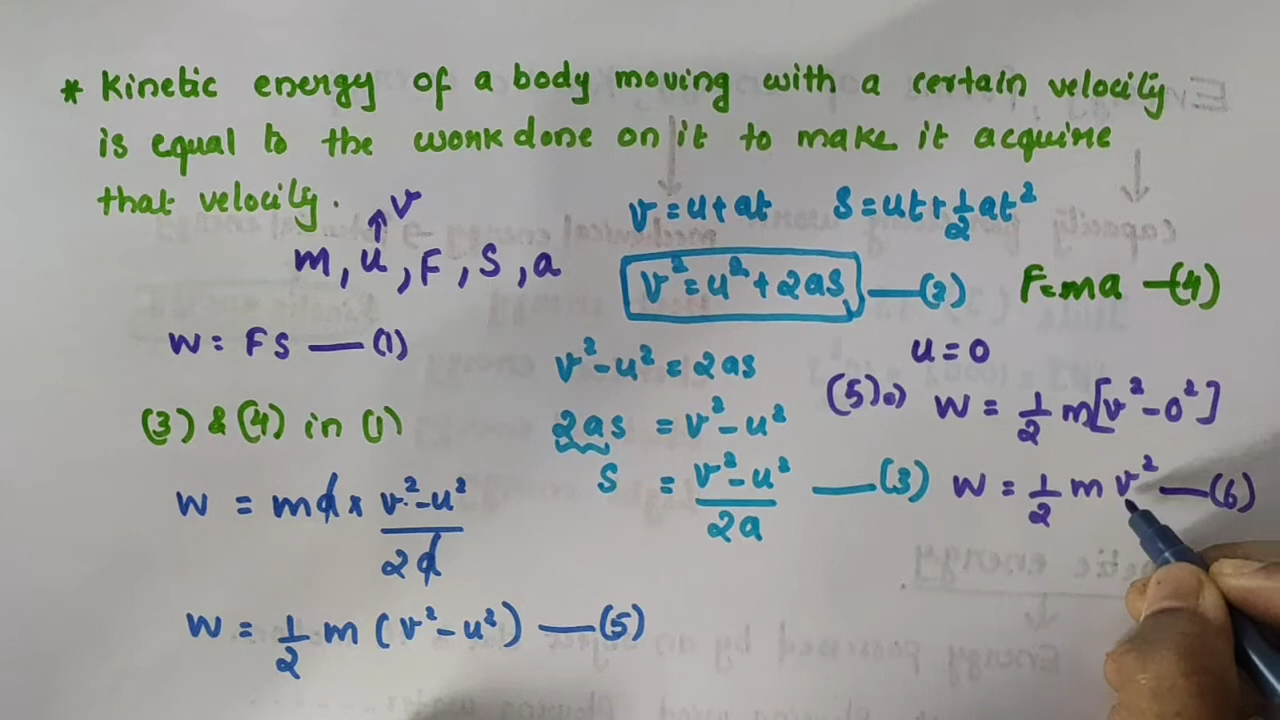 * Kinetic energy of a body moving with a certain velocity
is equal to the work done on it to make it acquire
that velocity.
v
m, u, F, S, a
v = u + at   S = ut + 1/2 at²
v² = u² + 2as —(2)
F = ma —(4)
W = FS —(1)
v² - u² = 2as
u = 0
(3) & (4) in (1)
2as = v² - u²
(5) ⇒ W = 1/2 m[v² - 0²]
W = ma × (v² - u²)/2a
S = (v² - u²)/2a —(3)
W = 1/2 m v² —(6)
W = 1/2 m (v² - u²) —(5)